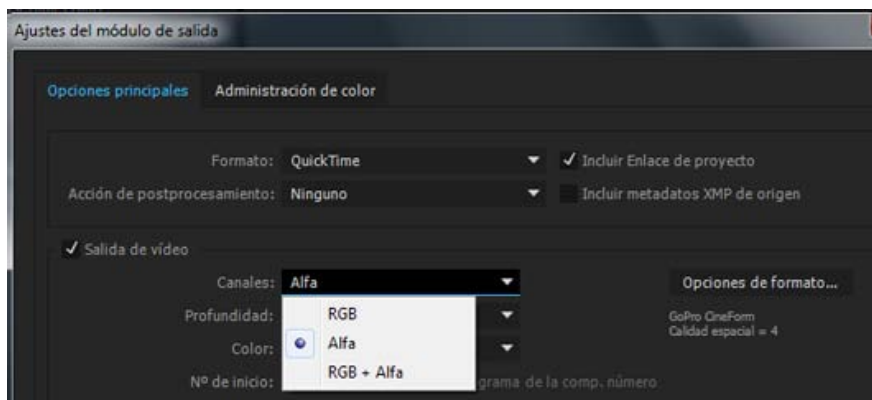 Ajustes del módulo de salida
Opciones principales Administración de color
Formato: QuickTime ✓ Incluir Enlace de proyecto
Acción de postprocesamiento: Ninguno Incluir metadatos XMP de origen
✓ Salida de vídeo
Canales: Alfa Opciones de formato...
Profundidad: RGB GoPro CineForm
Calidad espacial = 4
Color: Alfa
RGB + Alfa
Nº de inicio: grama de la comp. número